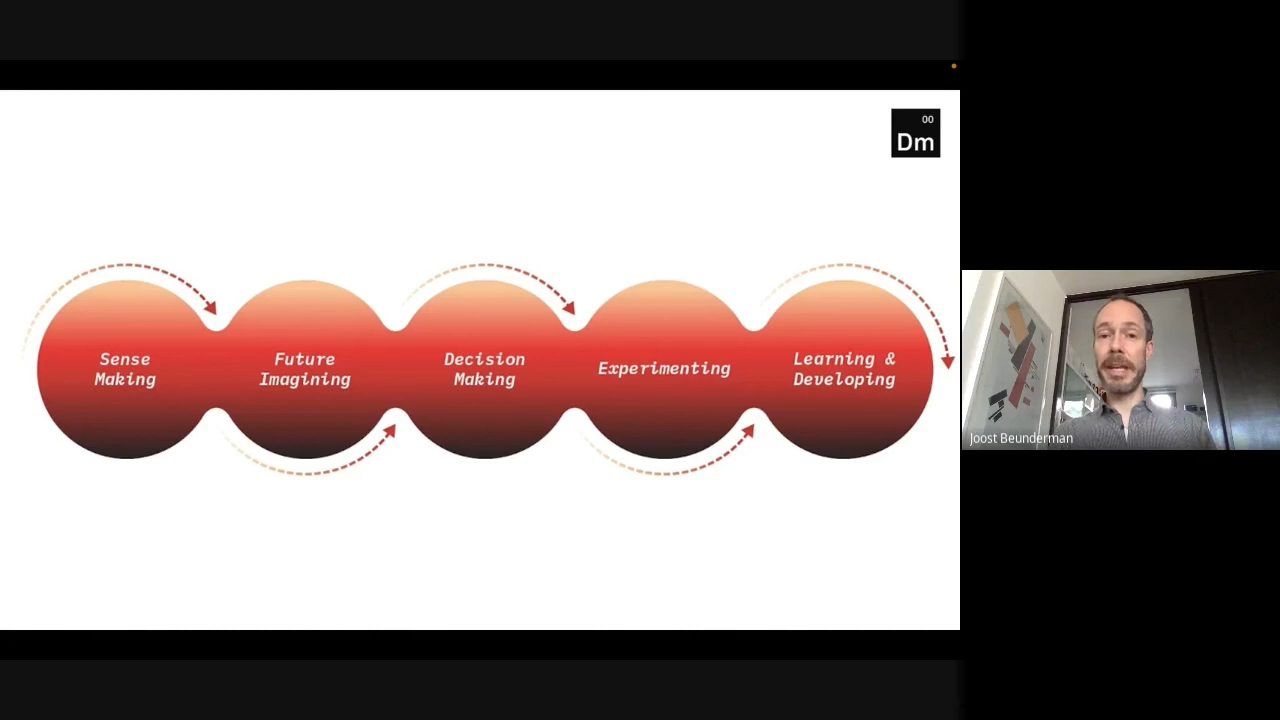 00
Dm
Sense
Making
Future
Imagining
Decision
Making
Experimenting
Learning &
Developing
Joost Beunderman